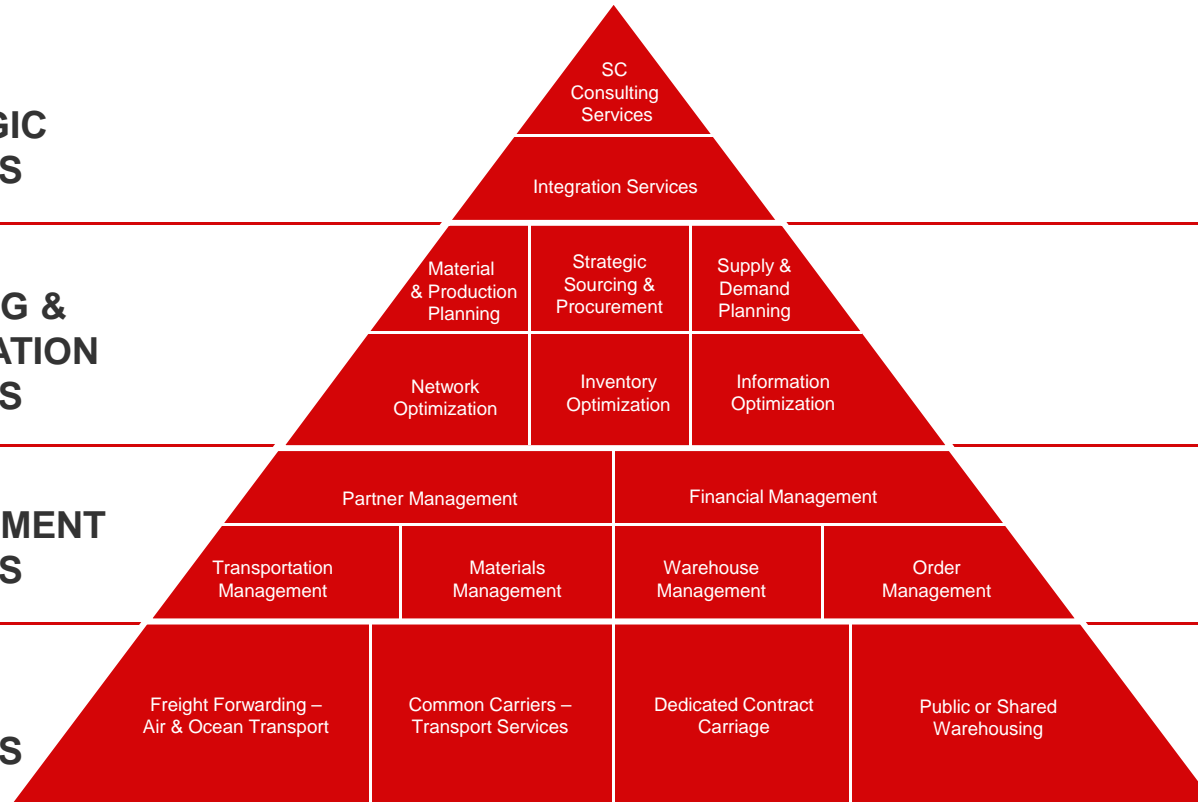 SC
Consulting
Services
GIC
S
Integration Services
Material
& Production
Planning
Strategic
Sourcing &
Procurement
Supply &
Demand
Planning
G &
ATION
S
Network
Optimization
Inventory
Optimization
Information
Optimization
Partner Management
Financial Management
MENT
S
Transportation
Management
Materials
Management
Warehouse
Management
Order
Management
Freight Forwarding –
Air & Ocean Transport
Common Carriers –
Transport Services
Dedicated Contract
Carriage
Public or Shared
Warehousing
S